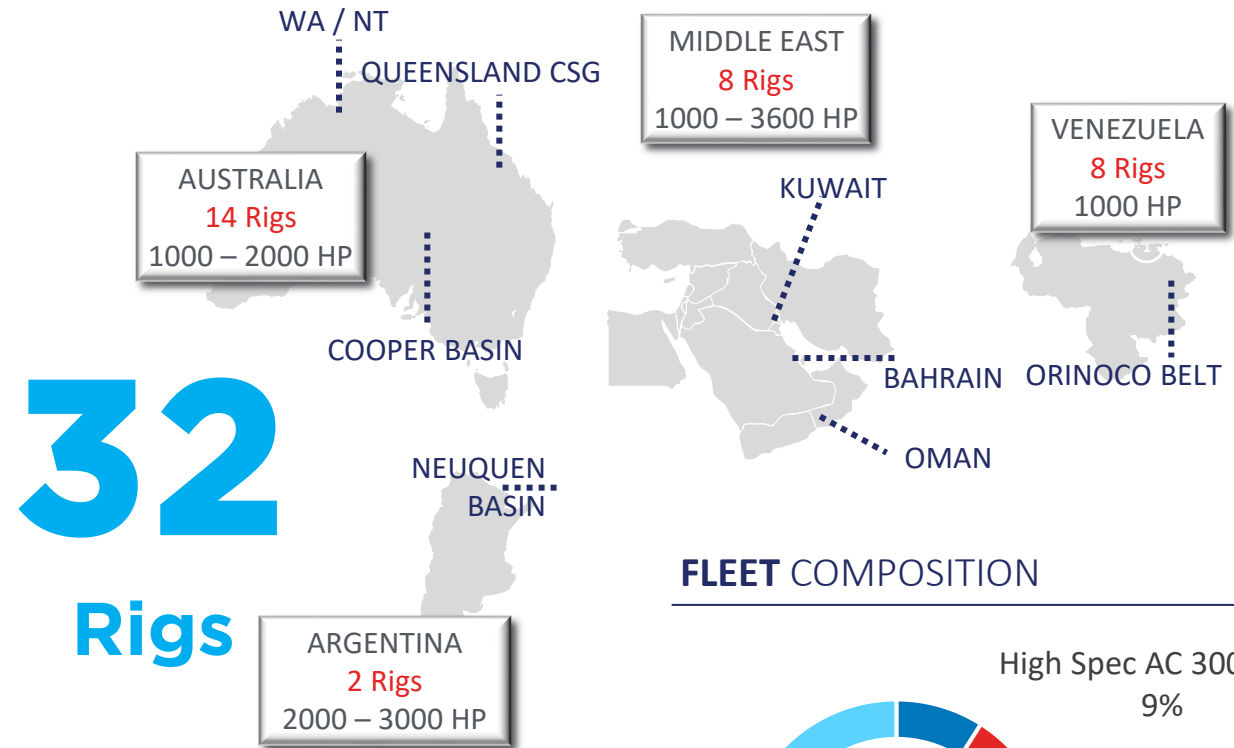 WA / NT
QUEENSLAND CSG
MIDDLE EAST
8 Rigs
1000 – 3600 HP
VENEZUELA
8 Rigs
1000 HP
AUSTRALIA
14 Rigs
1000 – 2000 HP
KUWAIT
COOPER BASIN
BAHRAIN
ORINOCO BELT
OMAN
32
Rigs
NEUQUEN
BASIN
ARGENTINA
2 Rigs
2000 – 3000 HP
FLEET COMPOSITION
High Spec AC
9%